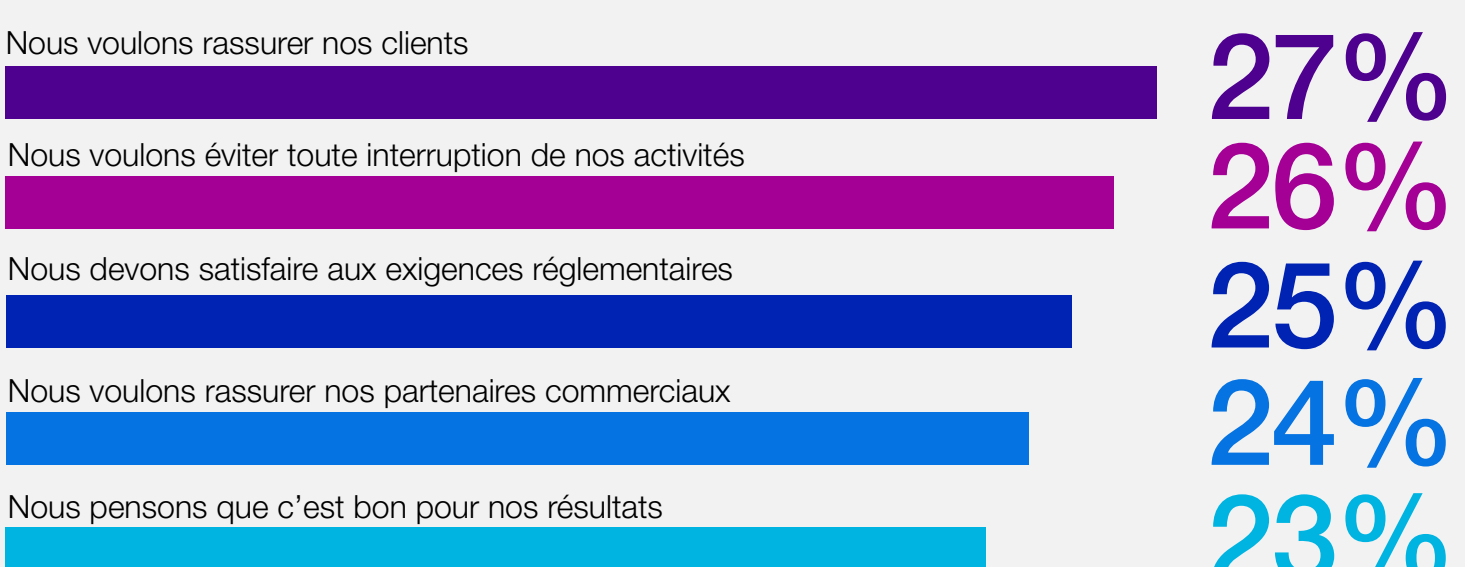 Nous voulons rassurer nos clients
27%
Nous voulons éviter toute interruption de nos activités
26%
Nous devons satisfaire aux exigences réglementaires
25%
Nous voulons rassurer nos partenaires commerciaux
24%
Nous pensons que c’est bon pour nos résultats
23%